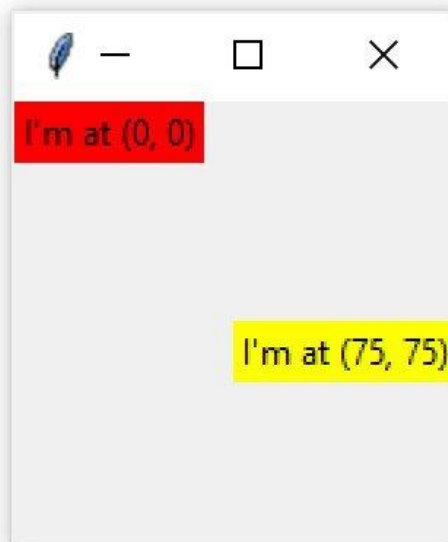 I'm at (0, 0)
I'm at (75, 75)